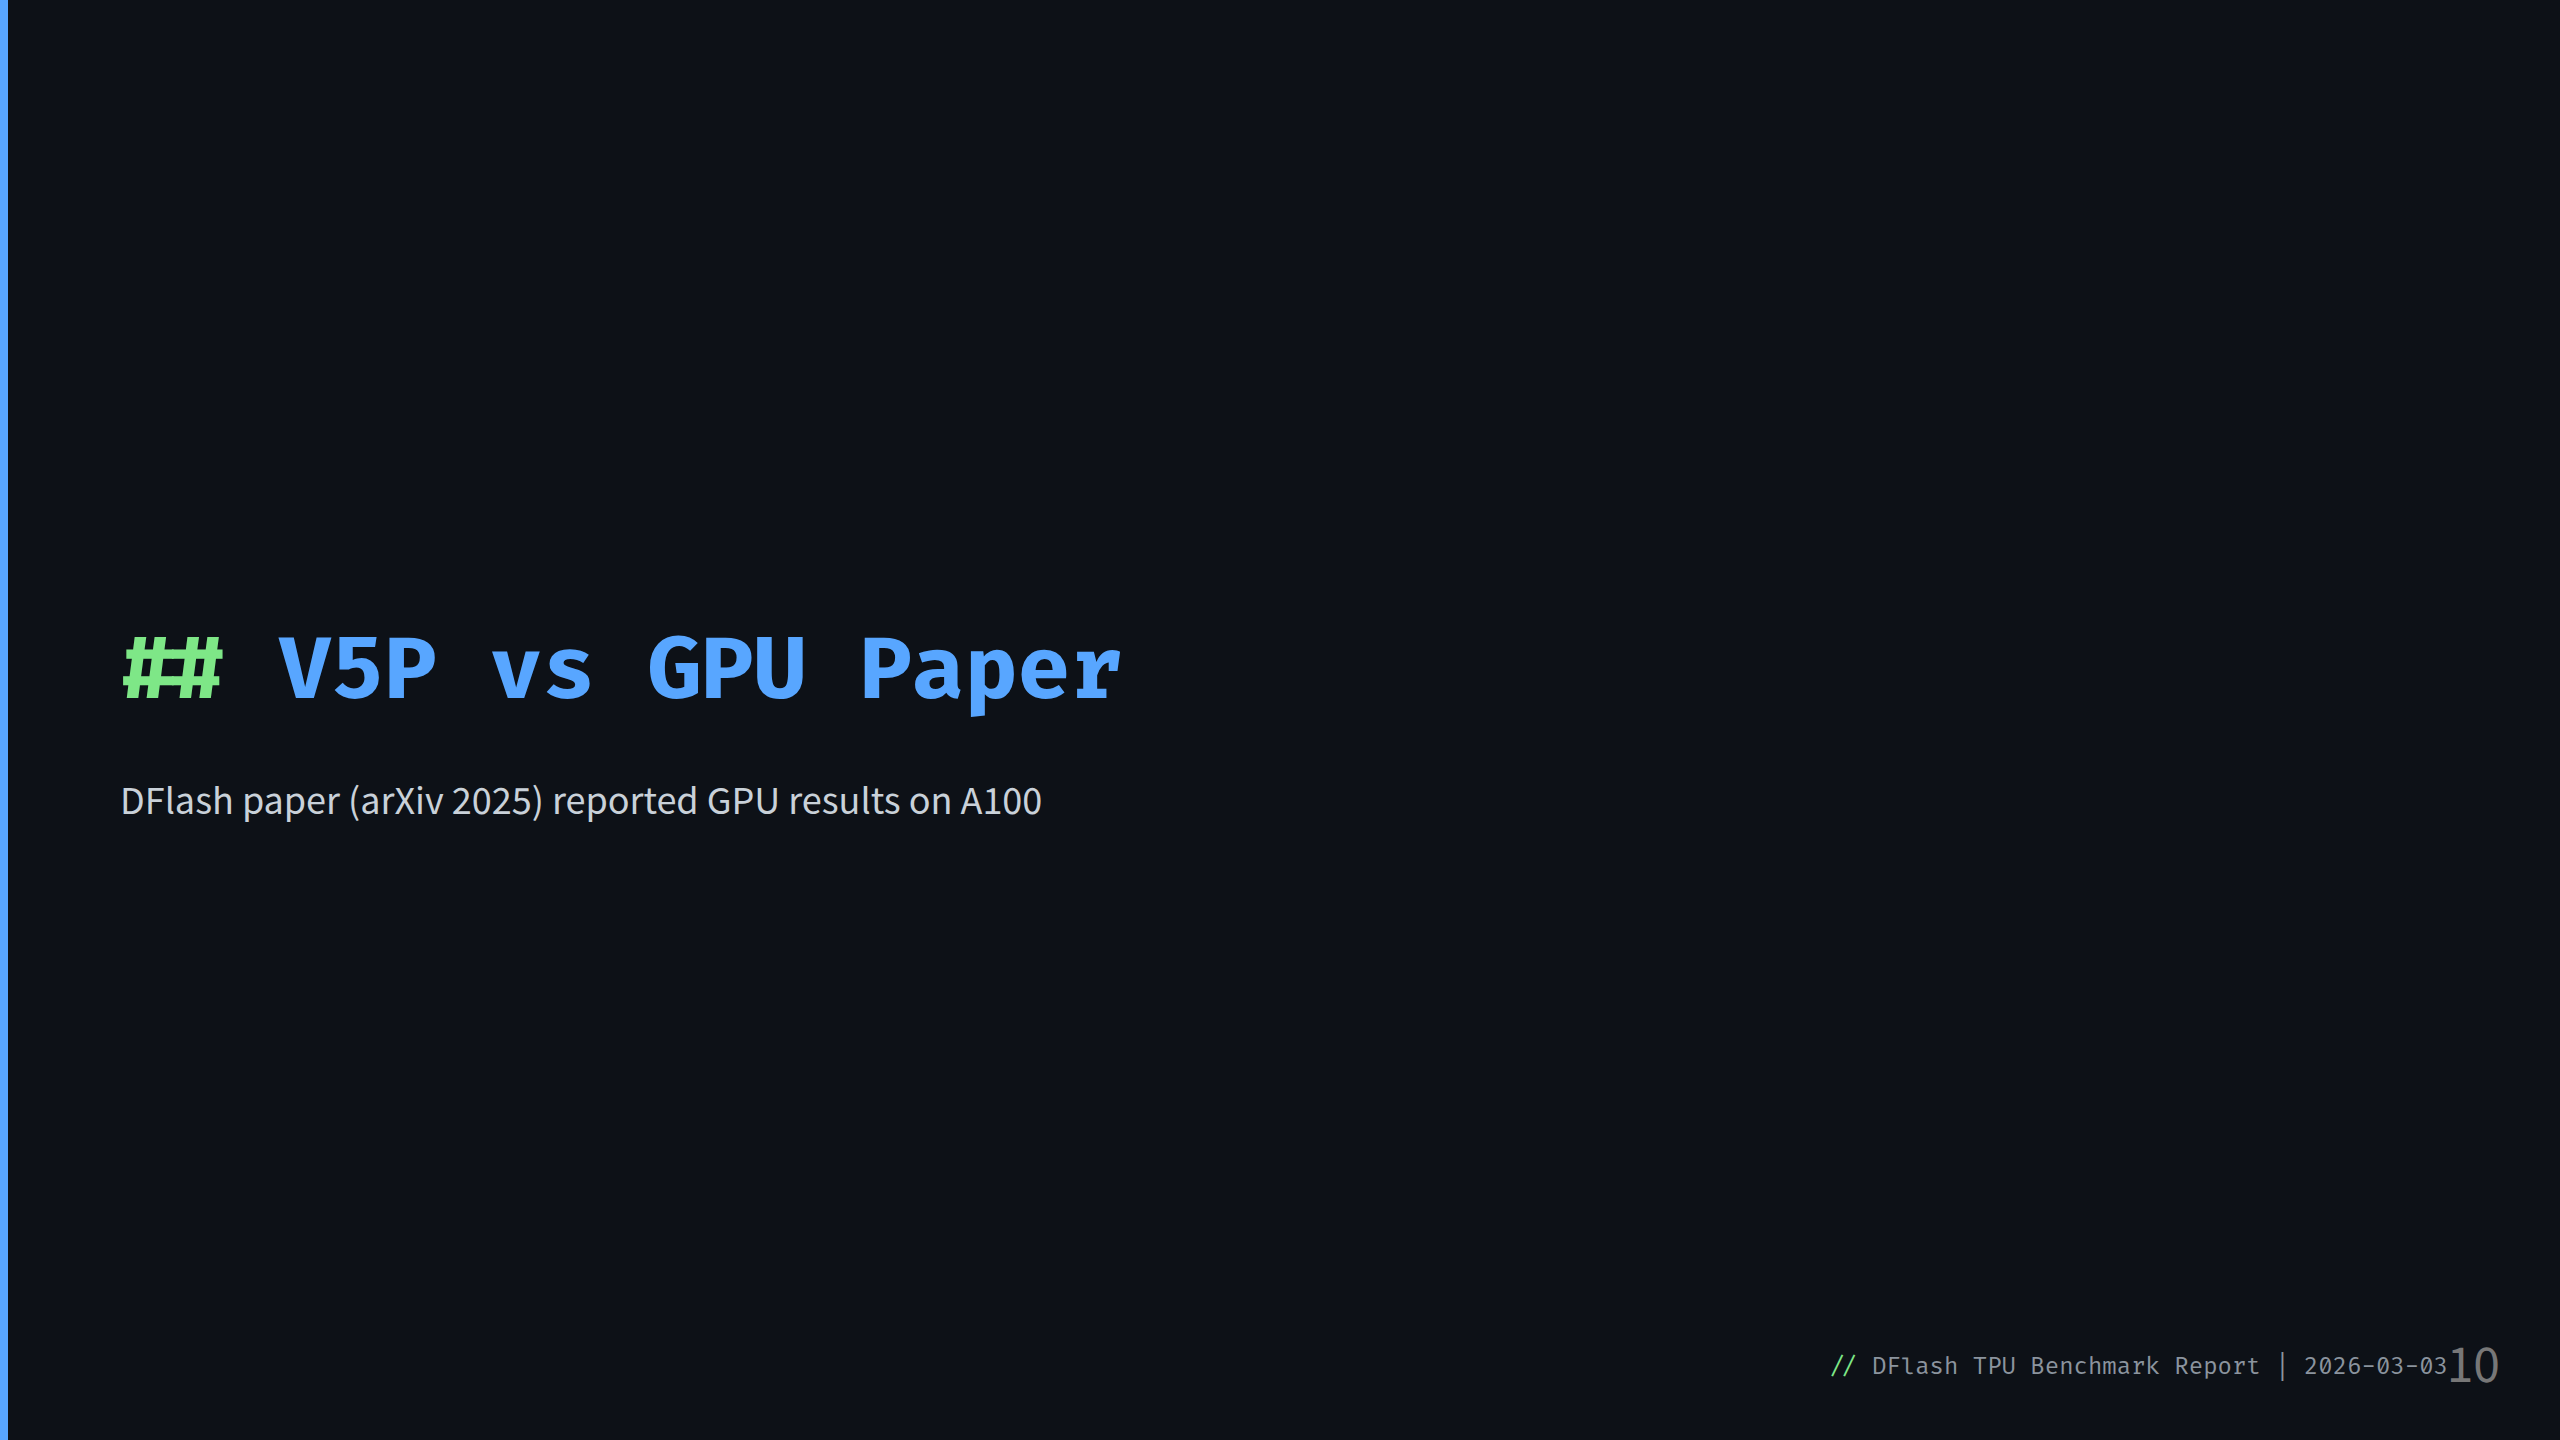 ## V5P vs GPU Paper
DFlash paper (arXiv 2025) reported GPU results on A100
// DFlash TPU Benchmark Report | 2026-03-03
10